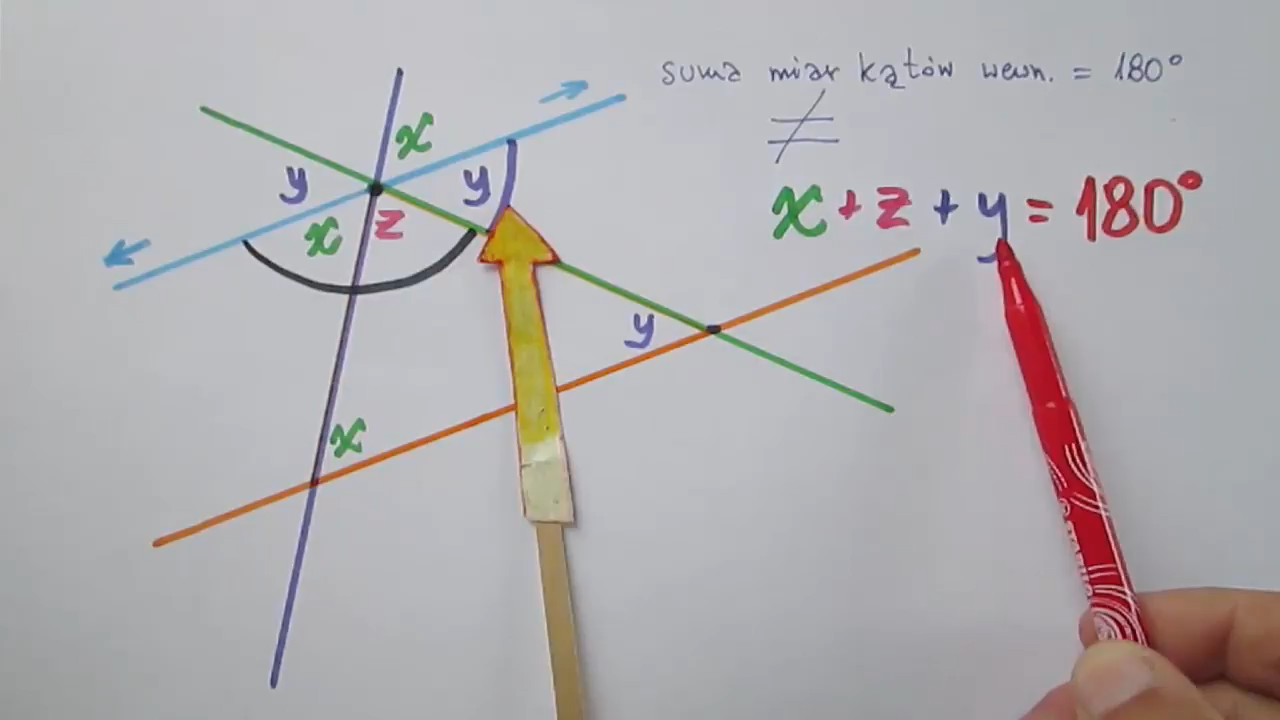 suma miar kątów wewn. = 180°
≠
x + z + y = 180°
x
y y
x z
y
x